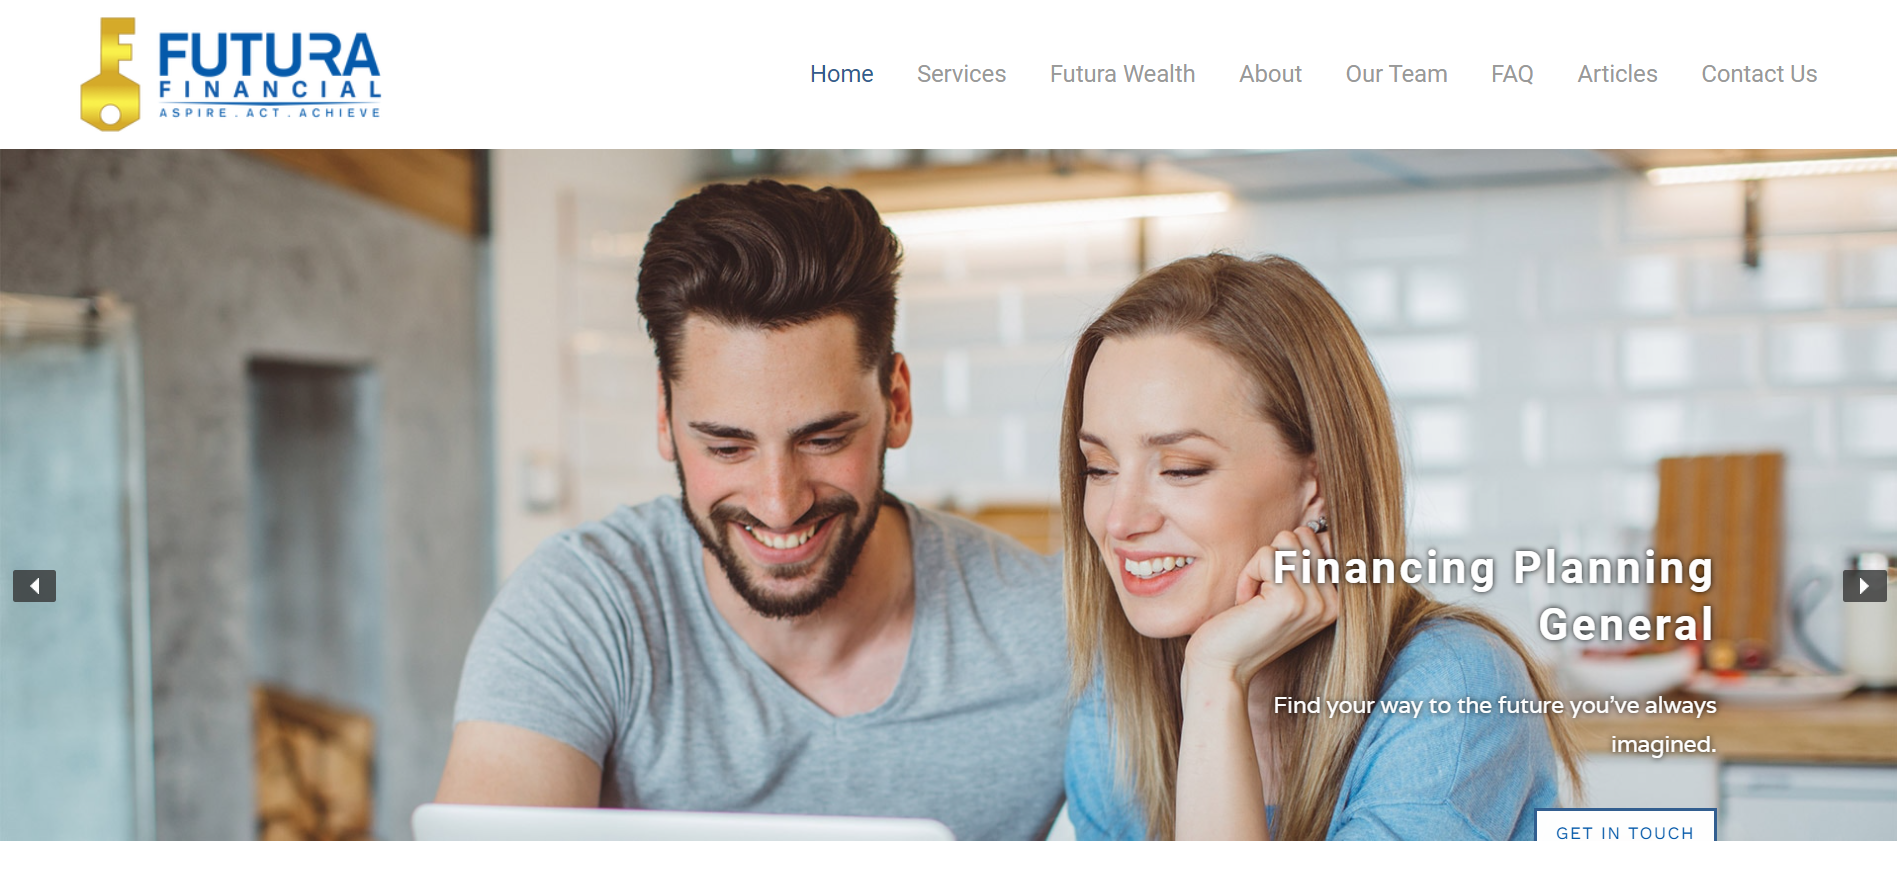 FUTURA
FINANCIAL
ASPIRE . ACT . ACHIEVE
Home Services Futura Wealth About Our Team FAQ Articles Contact Us
Financing Planning
General
Find your way to the future you've always
imagined.
GET IN TOUCH